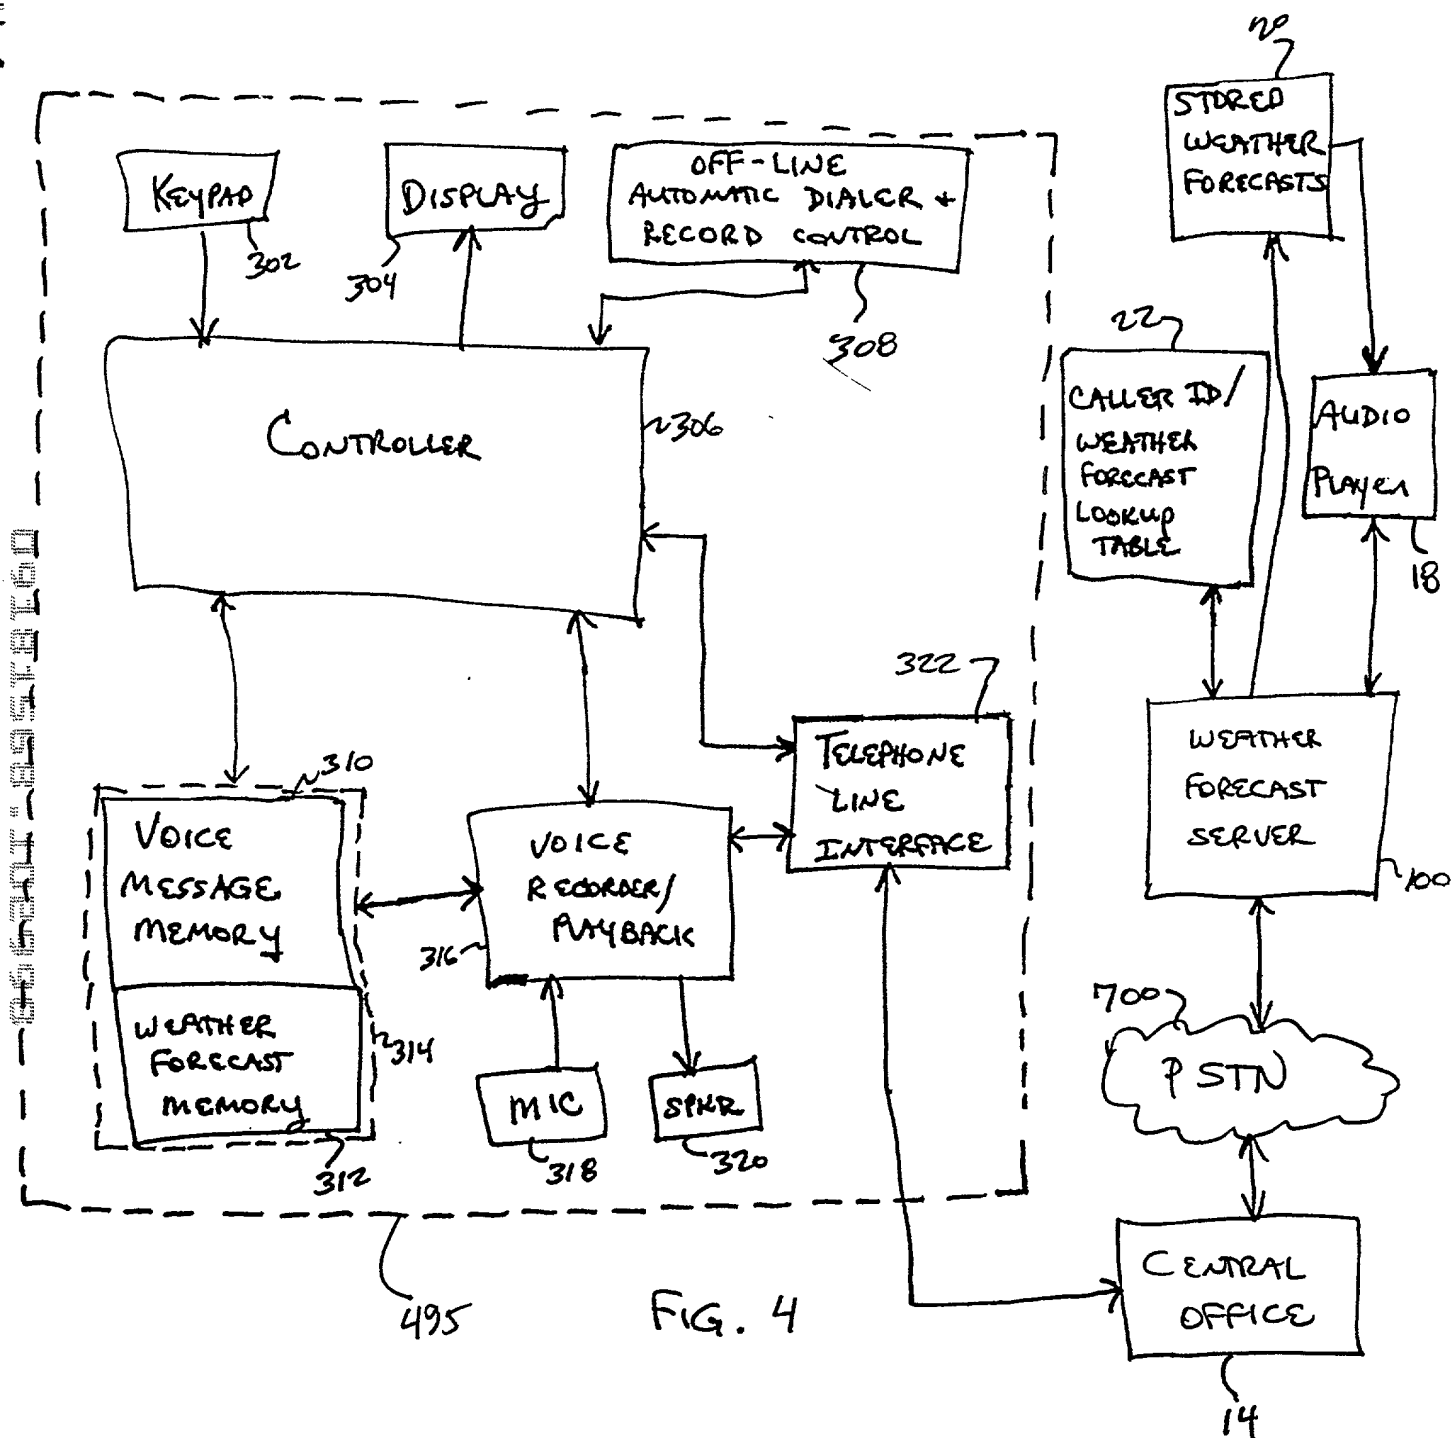 20
STORED
WEATHER
FORECASTS
KEYPAD
302
DISPLAY
304
OFF-LINE
AUTOMATIC DIALER +
RECORD CONTROL
308
22
CALLER ID/
WEATHER
FORECAST
LOOKUP
TABLE
AUDIO
PLAYER
18
CONTROLLER
306
322
TELEPHONE
LINE
INTERFACE
WEATHER
FORECAST
SERVER
100
310
VOICE
MESSAGE
MEMORY
314
WEATHER
FORECAST
MEMORY
312
VOICE
RECORDER/
PLAYBACK
316
MIC
318
SPKR
320
700
PSTN
CENTRAL
OFFICE
14
495
FIG. 4